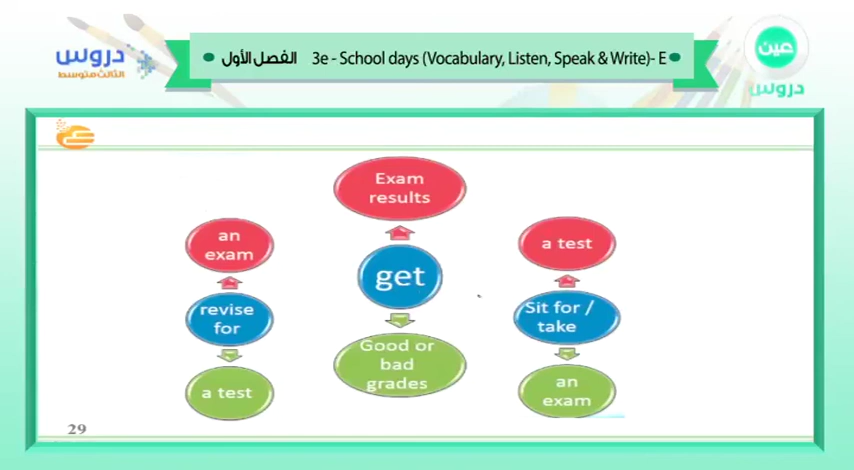 دروس
الثالث متوسط
3e - School days (Vocabulary, Listen, Speak & Write)- E الفصل الأول
عين
دروس
Exam
results
an
exam
a test
get
revise
for
Sit for /
take
Good or
bad
grades
a test
an
exam
29